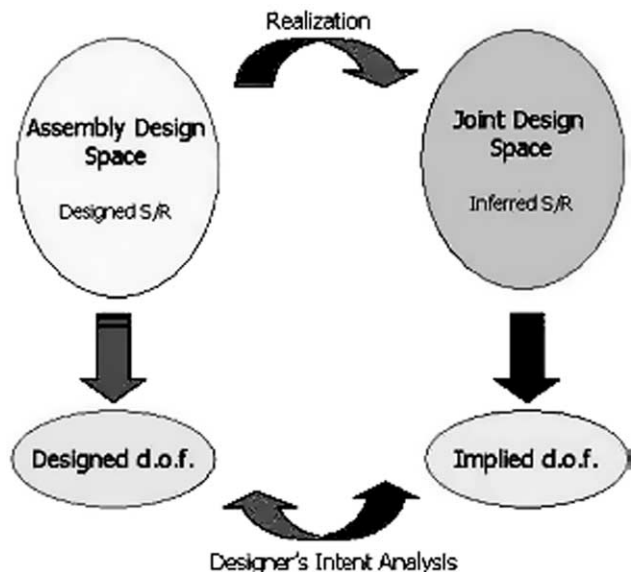 Realization
Assembly Design
Space
Designed S/R
Joint Design
Space
Inferred S/R
Designed d.o.f.
Implied d.o.f.
Designer's Intent Analysis